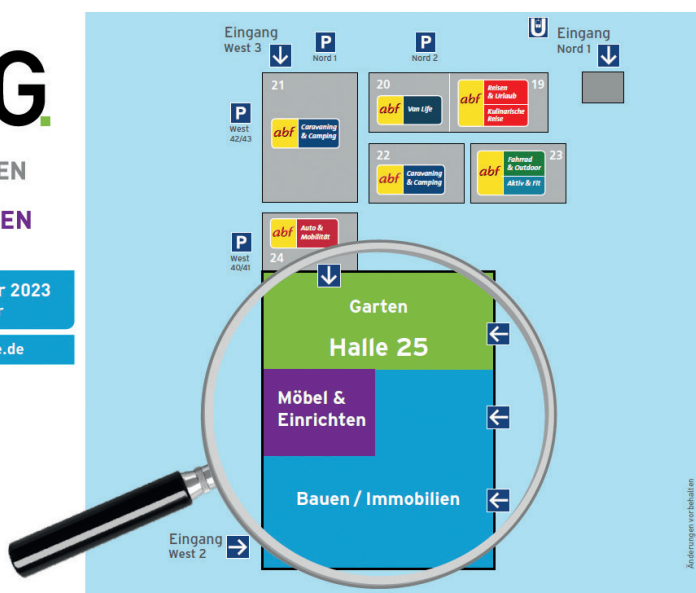 G.
EN
EN
r 2023
r
e.de
Eingang
West 3
P
Nord 1
P
Nord 2
U
Eingang
Nord 1
21
abf Caravaning
& Camping
20
abf Van Life
19
abf Reisen
& Urlaub
Kulinarische
Reise
P
West
42/43
22
abf Caravaning
& Camping
23
abf Fahrrad
& Outdoor
Aktiv & Fit
P
West
40/41
abf Auto &
Mobilität
24
Garten
Halle 25
Möbel &
Einrichten
Bauen / Immobilien
Eingang
West 2
Änderungen vorbehalten